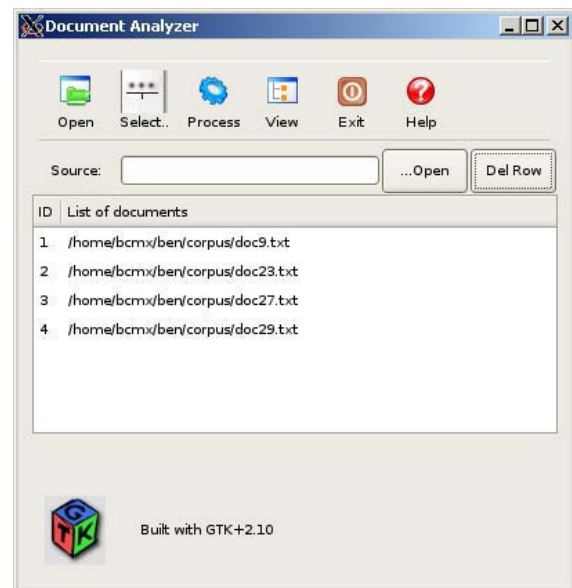 Document Analyzer
Open Select.. Process View Exit Help
Source: ...Open Del Row
ID List of documents
1 /home/bcmx/ben/corpus/doc9.txt
2 /home/bcmx/ben/corpus/doc23.txt
3 /home/bcmx/ben/corpus/doc27.txt
4 /home/bcmx/ben/corpus/doc29.txt
GTK
Built with GTK+2.10